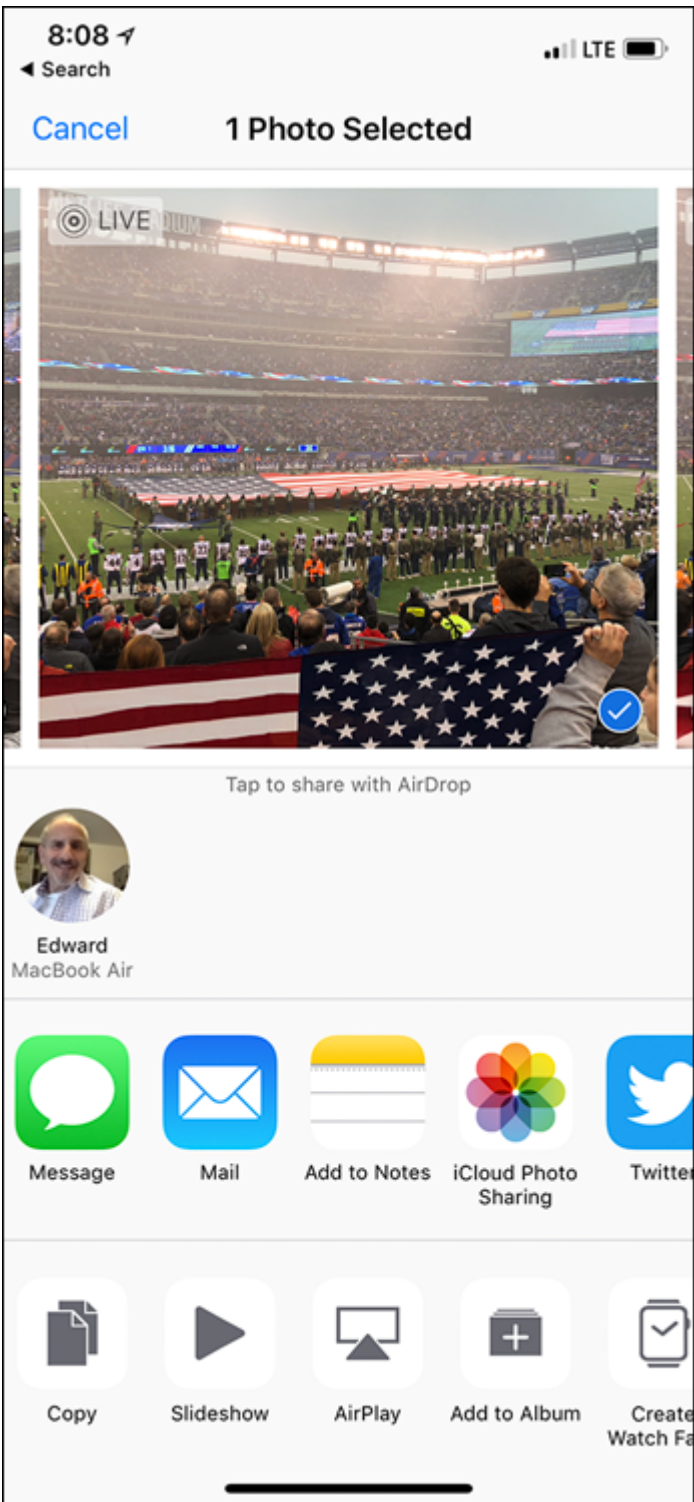 8:08
LTE
Search
Cancel
1 Photo Selected
LIVE
Tap to share with AirDrop
Edward
MacBook Air
Message
Mail
Add to Notes
iCloud Photo
Sharing
Twitter
Copy
Slideshow
AirPlay
Add to Album
Create
Watch Fa